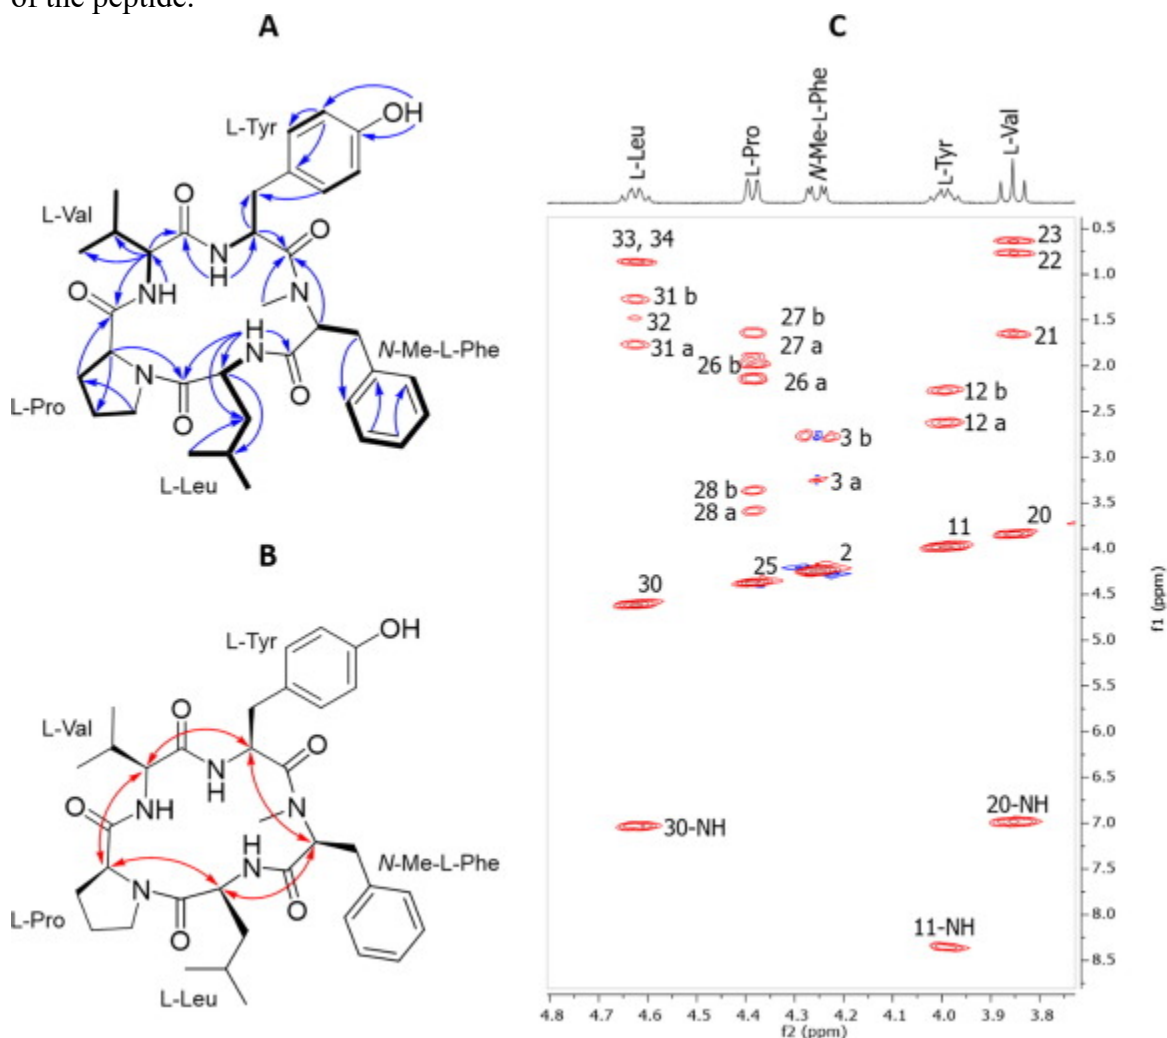 of the peptide.
A
OH
L-Tyr
L-Val
O
O
N
H
N
O
NH
H
N
N-Me-L-Phe
N
O
L-Pro
O
L-Leu
B
OH
L-Tyr
L-Val
O
O
N
H
N
O
NH
H
N
N-Me-L-Phe
N
O
L-Pro
O
L-Leu
C
L-Leu
L-Pro
N-Me-L-Phe
L-Tyr
L-Val
33, 34
23
22
31 b
32
31 a
27 b
27 a
26 b
26 a
21
12 b
12 a
3 b
3 a
28 b
28 a
11
20
2
25
30
30-NH
20-NH
11-NH
0.5
1.0
1.5
2.0
2.5
3.0
3.5
4.0
4.5
5.0
5.5
6.0
6.5
7.0
7.5
8.0
8.5
f1 (ppm)
4.8 4.7 4.6 4.5 4.4 4.3 4.2 4.1 4.0 3.9 3.8
f2 (ppm)